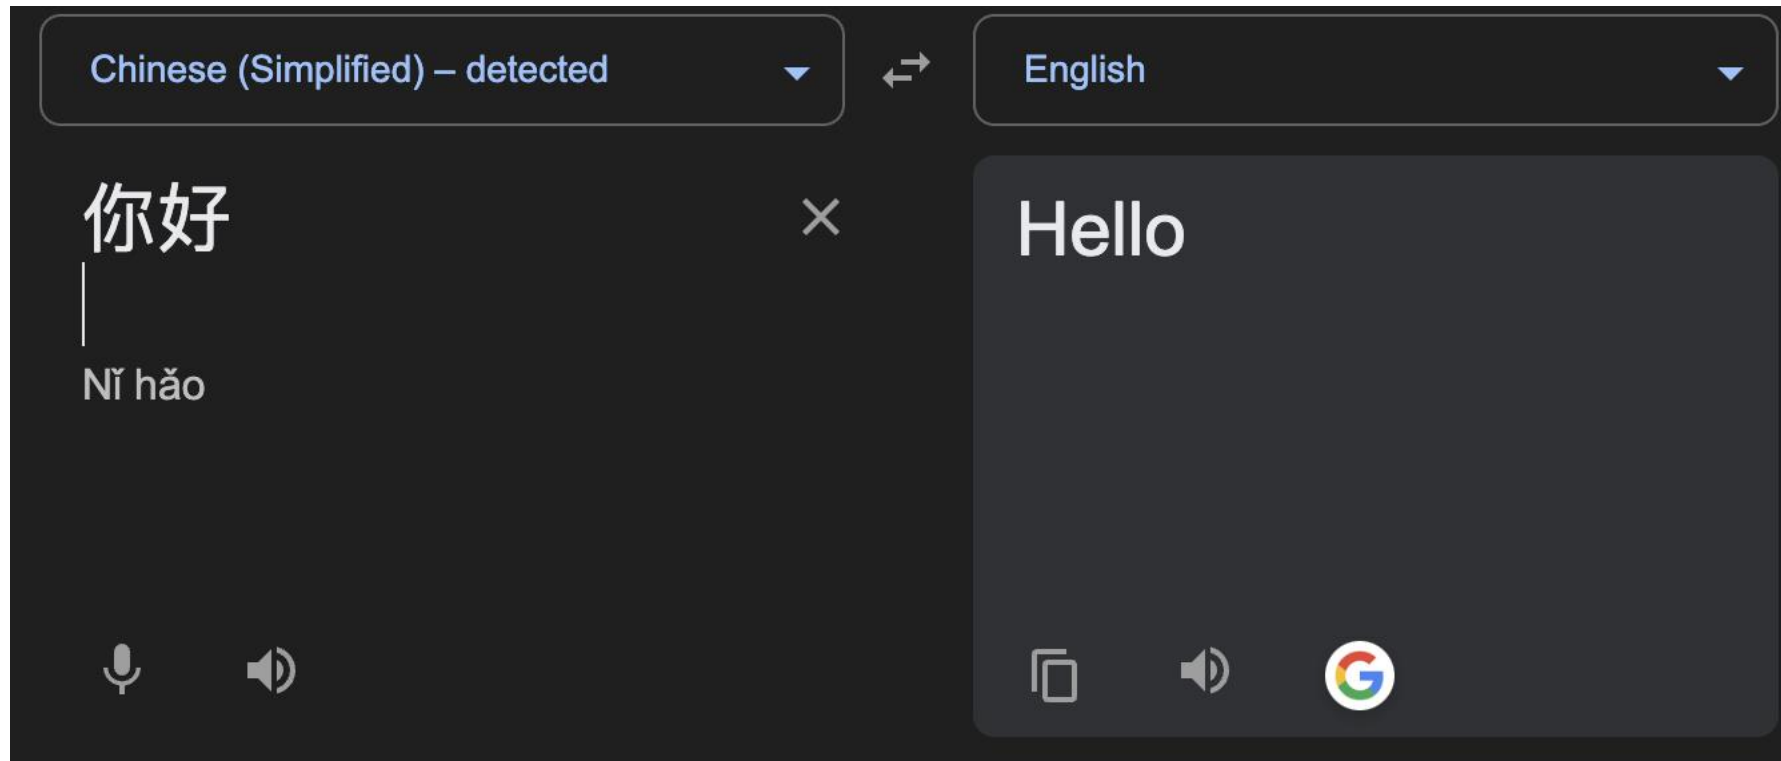 Chinese (Simplified) – detected
English
你好
Nǐ hǎo
Hello